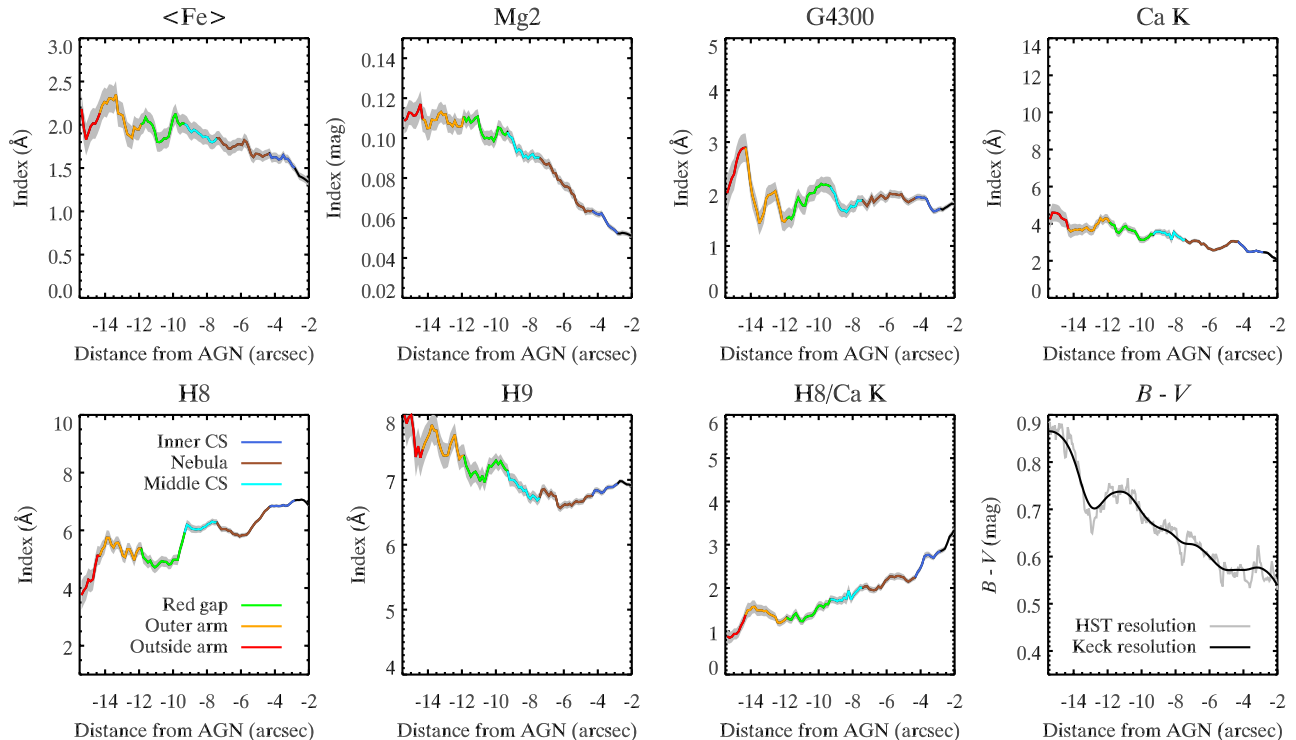 <Fe>
Mg2
G4300
Ca K
3.0
2.5
2.0
1.5
1.0
0.5
0.0
Index (Å)
-14 -12 -10 -8 -6 -4 -2
Distance from AGN (arcsec)
0.14
0.12
0.10
0.08
0.06
0.04
0.02
Index (mag)
-14 -12 -10 -8 -6 -4 -2
Distance from AGN (arcsec)
5
4
3
2
1
0
Index (Å)
-14 -12 -10 -8 -6 -4 -2
Distance from AGN (arcsec)
14
12
10
8
6
4
2
0
Index (Å)
-14 -12 -10 -8 -6 -4 -2
Distance from AGN (arcsec)
H8
H9
H8/Ca K
B - V
10
8
6
4
2
Index (Å)
Inner CS
Nebula
Middle CS
Red gap
Outer arm
Outside arm
-14 -12 -10 -8 -6 -4 -2
Distance from AGN (arcsec)
8
7
6
5
4
Index (Å)
-14 -12 -10 -8 -6 -4 -2
Distance from AGN (arcsec)
6
5
4
3
2
1
0
Index (Å)
-14 -12 -10 -8 -6 -4 -2
Distance from AGN (arcsec)
0.9
0.8
0.7
0.6
0.5
0.4
B - V (mag)
HST resolution
Keck resolution
-14 -12 -10 -8 -6 -4 -2
Distance from AGN (arcsec)